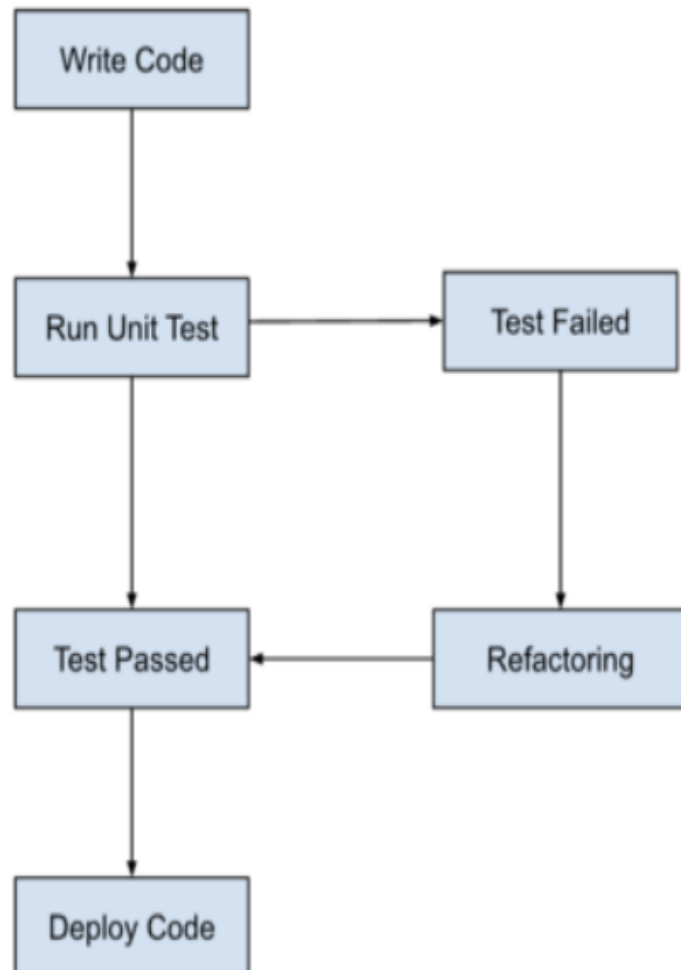 Write Code
Run Unit Test
Test Failed
Test Passed
Refactoring
Deploy Code